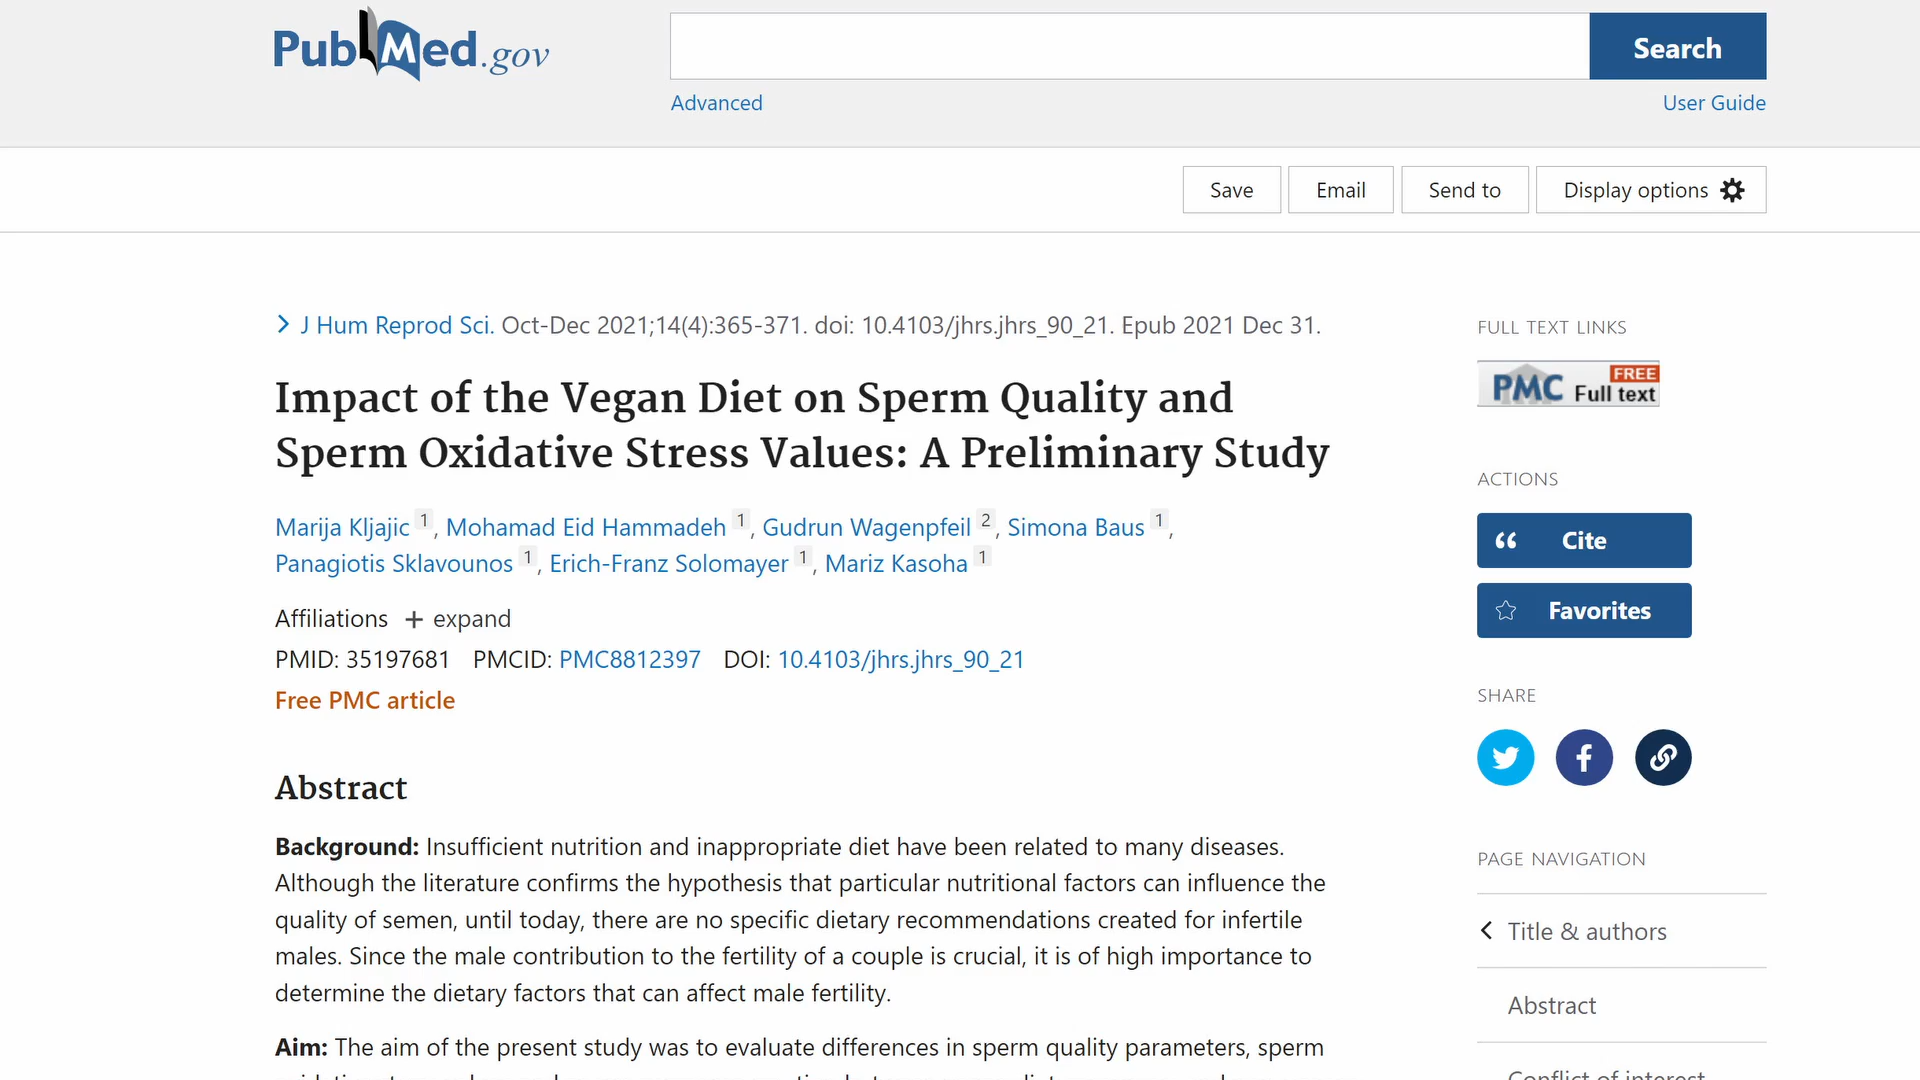 PubMed.gov
Search
Advanced
User Guide
Save
Email
Send to
Display options
J Hum Reprod Sci. Oct-Dec 2021;14(4):365-371. doi: 10.4103/jhrs.jhrs_90_21. Epub 2021 Dec 31.
Impact of the Vegan Diet on Sperm Quality and
Sperm Oxidative Stress Values: A Preliminary Study
Marija Kljajic 1, Mohamad Eid Hammadeh 1, Gudrun Wagenpfeil 2, Simona Baus 1,
Panagiotis Sklavounos 1, Erich-Franz Solomayer 1, Mariz Kasoha 1
Affiliations + expand
PMID: 35197681 PMCID: PMC8812397 DOI: 10.4103/jhrs.jhrs_90_21
Free PMC article
Abstract
Background: Insufficient nutrition and inappropriate diet have been related to many diseases.
Although the literature confirms the hypothesis that particular nutritional factors can influence the
quality of semen, until today, there are no specific dietary recommendations created for infertile
males. Since the male contribution to the fertility of a couple is crucial, it is of high importance to
determine the dietary factors that can affect male fertility.
Aim: The aim of the present study was to evaluate differences in sperm quality parameters, sperm
FULL TEXT LINKS
PMC FREE Full text
ACTIONS
Cite
Favorites
SHARE
PAGE NAVIGATION
Title & authors
Abstract
Conflict of interest